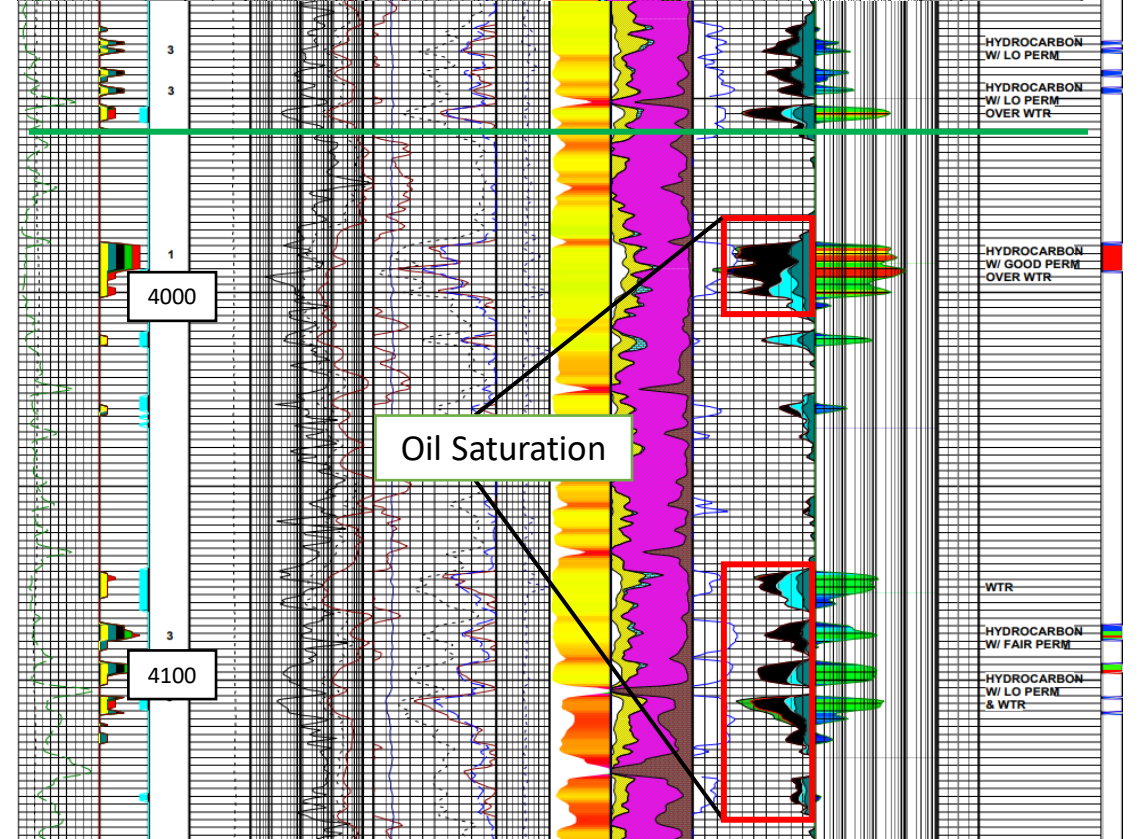 HYDROCARBON
W/ LO PERM
3
HYDROCARBON
W/ LO PERM
OVER WTR
3
HYDROCARBON
W/ GOOD PERM
OVER WTR
1
4000
Oil Saturation
WTR
HYDROCARBON
W/ FAIR PERM
3
4100
HYDROCARBON
W/ LO PERM
& WTR